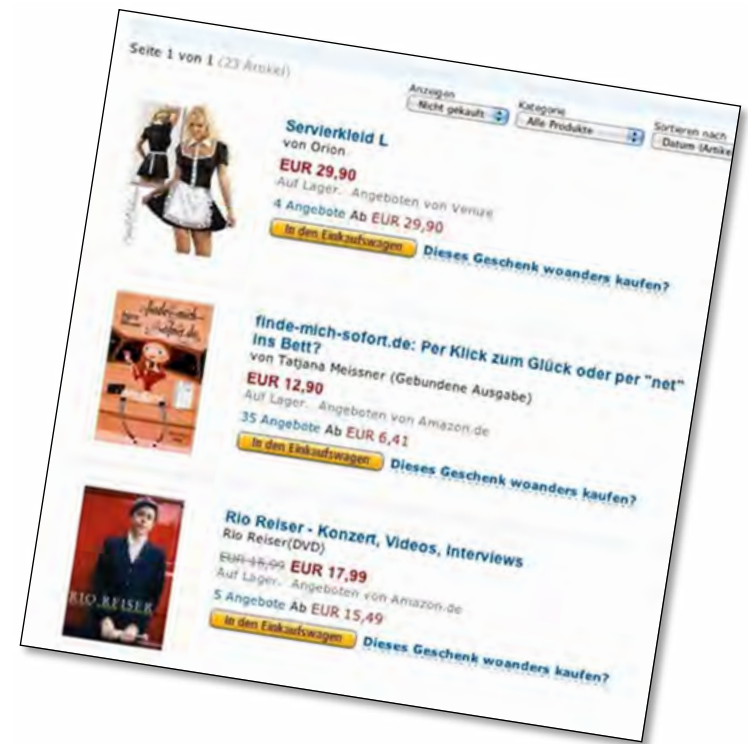 Seite 1 von 1 (23 Artikel)
Anzeigen
Nicht gekauft
Kategorie
Alle Produkte
Sortieren nach
Datum (Artike
Servierkleid L
von Orion
EUR 29,90
Auf Lager. Angeboten von Venize
4 Angebote Ab EUR 29,90
In den Einkaufswagen
Dieses Geschenk woanders kaufen?
finde-mich-sofort.de: Per Klick zum Glück oder per "net"
ins Bett?
von Tatjana Meissner (Gebundene Ausgabe)
EUR 12,90
Auf Lager. Angeboten von Amazon.de
35 Angebote Ab EUR 6,41
In den Einkaufswagen
Dieses Geschenk woanders kaufen?
Rio Reiser - Konzert, Videos, Interviews
Rio Reiser(DVD)
EUR 17,99
Auf Lager. Angeboten von Amazon.de
5 Angebote Ab EUR 15,49
In den Einkaufswagen
Dieses Geschenk woanders kaufen?
RIO REISER